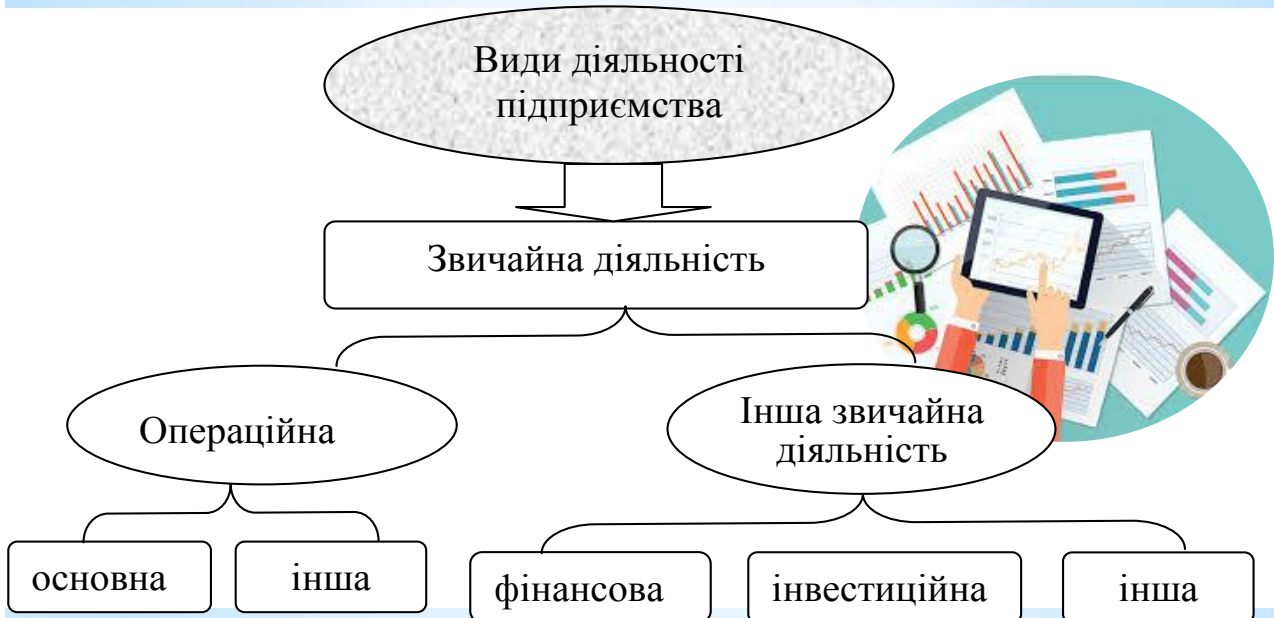 Види діяльності
підприємства
Звичайна діяльність
Операційна
Інша звичайна
діяльність
основна
інша
фінансова
інвестиційна
інша